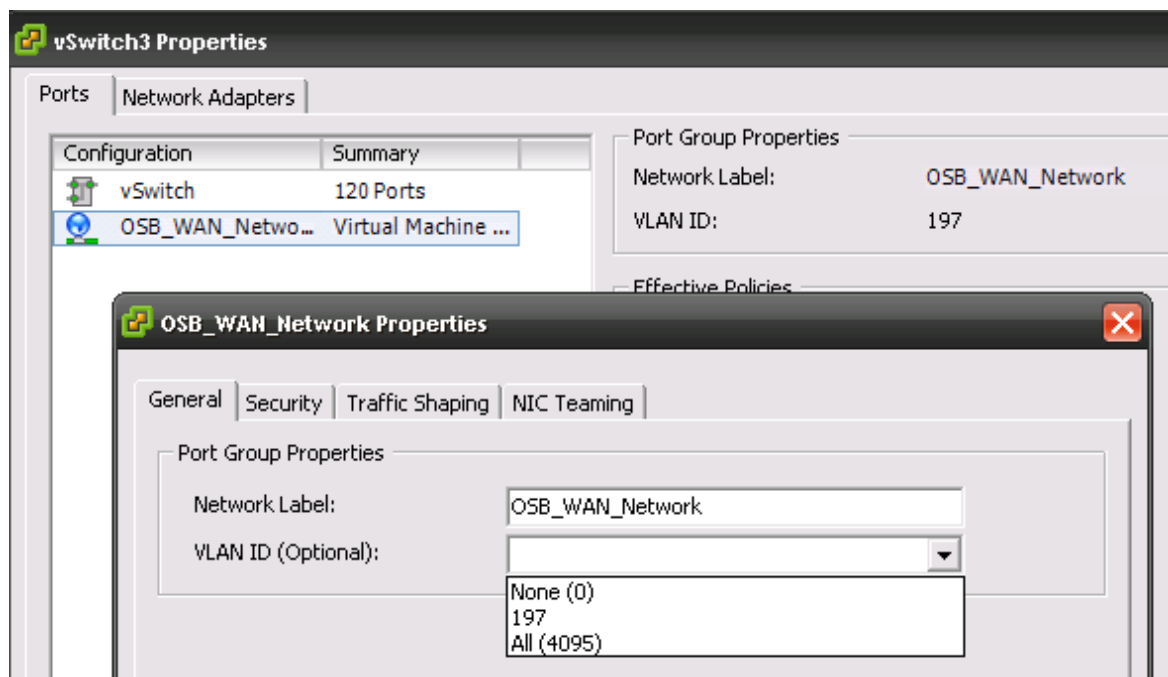 vSwitch3 Properties
Ports Network Adapters
Configuration Summary
vSwitch 120 Ports
OSB_WAN_Netwo... Virtual Machine ...
Port Group Properties
Network Label: OSB_WAN_Network
VLAN ID: 197
Effective Policies
OSB_WAN_Network Properties
General Security Traffic Shaping NIC Teaming
Port Group Properties
Network Label: OSB_WAN_Network
VLAN ID (Optional):
None (0)
197
All (4095)